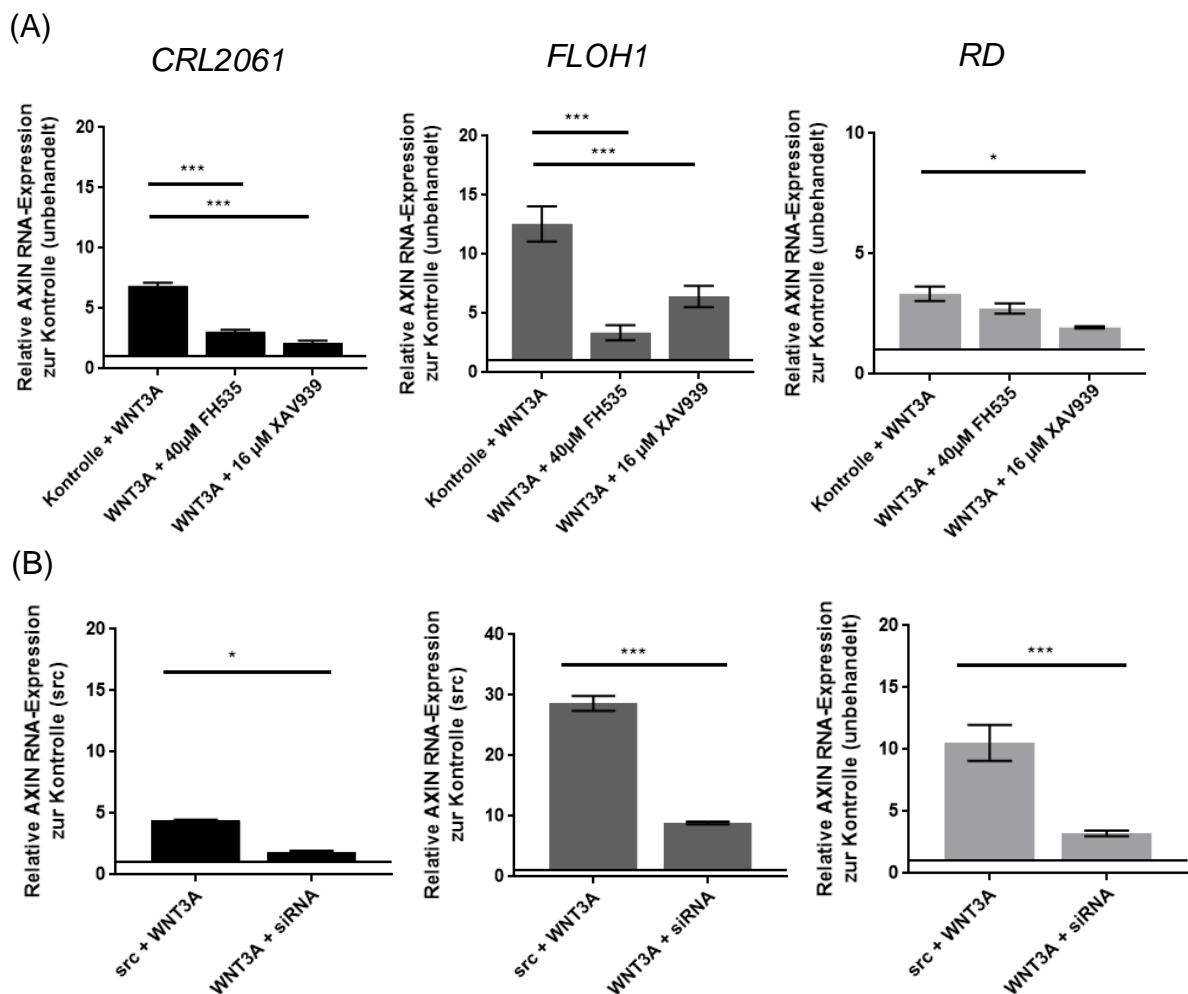 (A)
CRL2061
FLOH1
RD
Relative AXIN RNA-Expression
zur Kontrolle (unbehandelt)
20
15
10
5
0
***
***
Kontrolle + WNT3A
WNT3A + 40µM FH535
WNT3A + 16 µM XAV939
Relative AXIN RNA-Expression
zur Kontrolle (unbehandelt)
20
15
10
5
0
***
***
Kontrolle + WNT3A
WNT3A + 40µM FH535
WNT3A + 16 µM XAV939
Relative AXIN RNA-Expression
zur Kontrolle (unbehandelt)
10
5
0
*
Kontrolle + WNT3A
WNT3A + 40µM FH535
WNT3A + 16 µM XAV939
(B)
Relative AXIN RNA-Expression
zur Kontrolle (src)
20
15
10
5
0
*
src + WNT3A
WNT3A + siRNA
Relative AXIN RNA-Expression
zur Kontrolle (src)
40
30
20
10
0
***
src + WNT3A
WNT3A + siRNA
Relative AXIN RNA-Expression
zur Kontrolle (unbehandelt)
20
15
10
5
0
***
src + WNT3A
WNT3A + siRNA